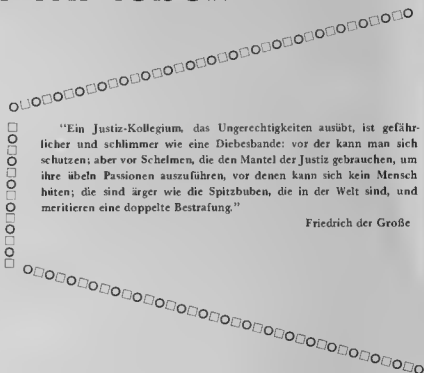 "Ein Justiz-Kollegium, das Ungerechtigkeiten ausübt, ist gefähr-
licher und schlimmer wie eine Diebesbande: vor der kann man sich
schutzen; aber vor Schelmen, die den Mantel der Justiz gebrauchen, um
ihre übeln Passionen auszuführen, vor denen kann sich kein Mensch
hüten; die sind ärger wie die Spitzbuben, die in der Welt sind, und
meritieren eine doppelte Bestrafung."
Friedrich der Große